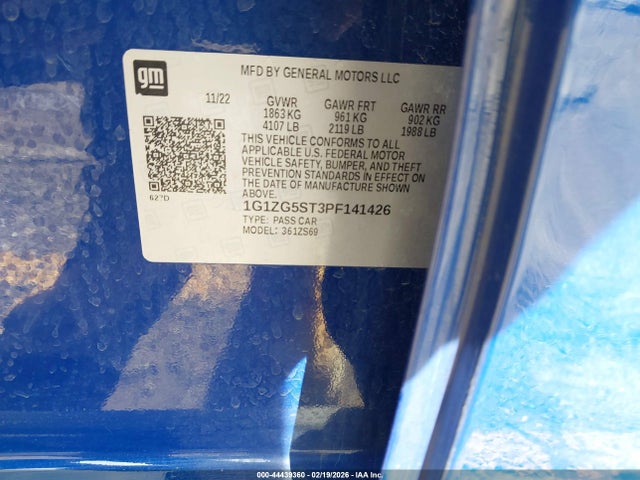 gm
MFD BY GENERAL MOTORS LLC
11/22 GVWR GAWR FRT GAWR RR
1863 KG 961 KG 902 KG
4107 LB 2119 LB 1988 LB
THIS VEHICLE CONFORMS TO ALL
APPLICABLE U.S. FEDERAL MOTOR
VEHICLE SAFETY, BUMPER, AND THEFT
PREVENTION STANDARDS IN EFFECT ON
THE DATE OF MANUFACTURE SHOWN
ABOVE.
1G1ZG5ST3PF141426
TYPE: PASS CAR
MODEL: 361ZS69
000-44439360 - 02/19/2026 - IAA Inc.